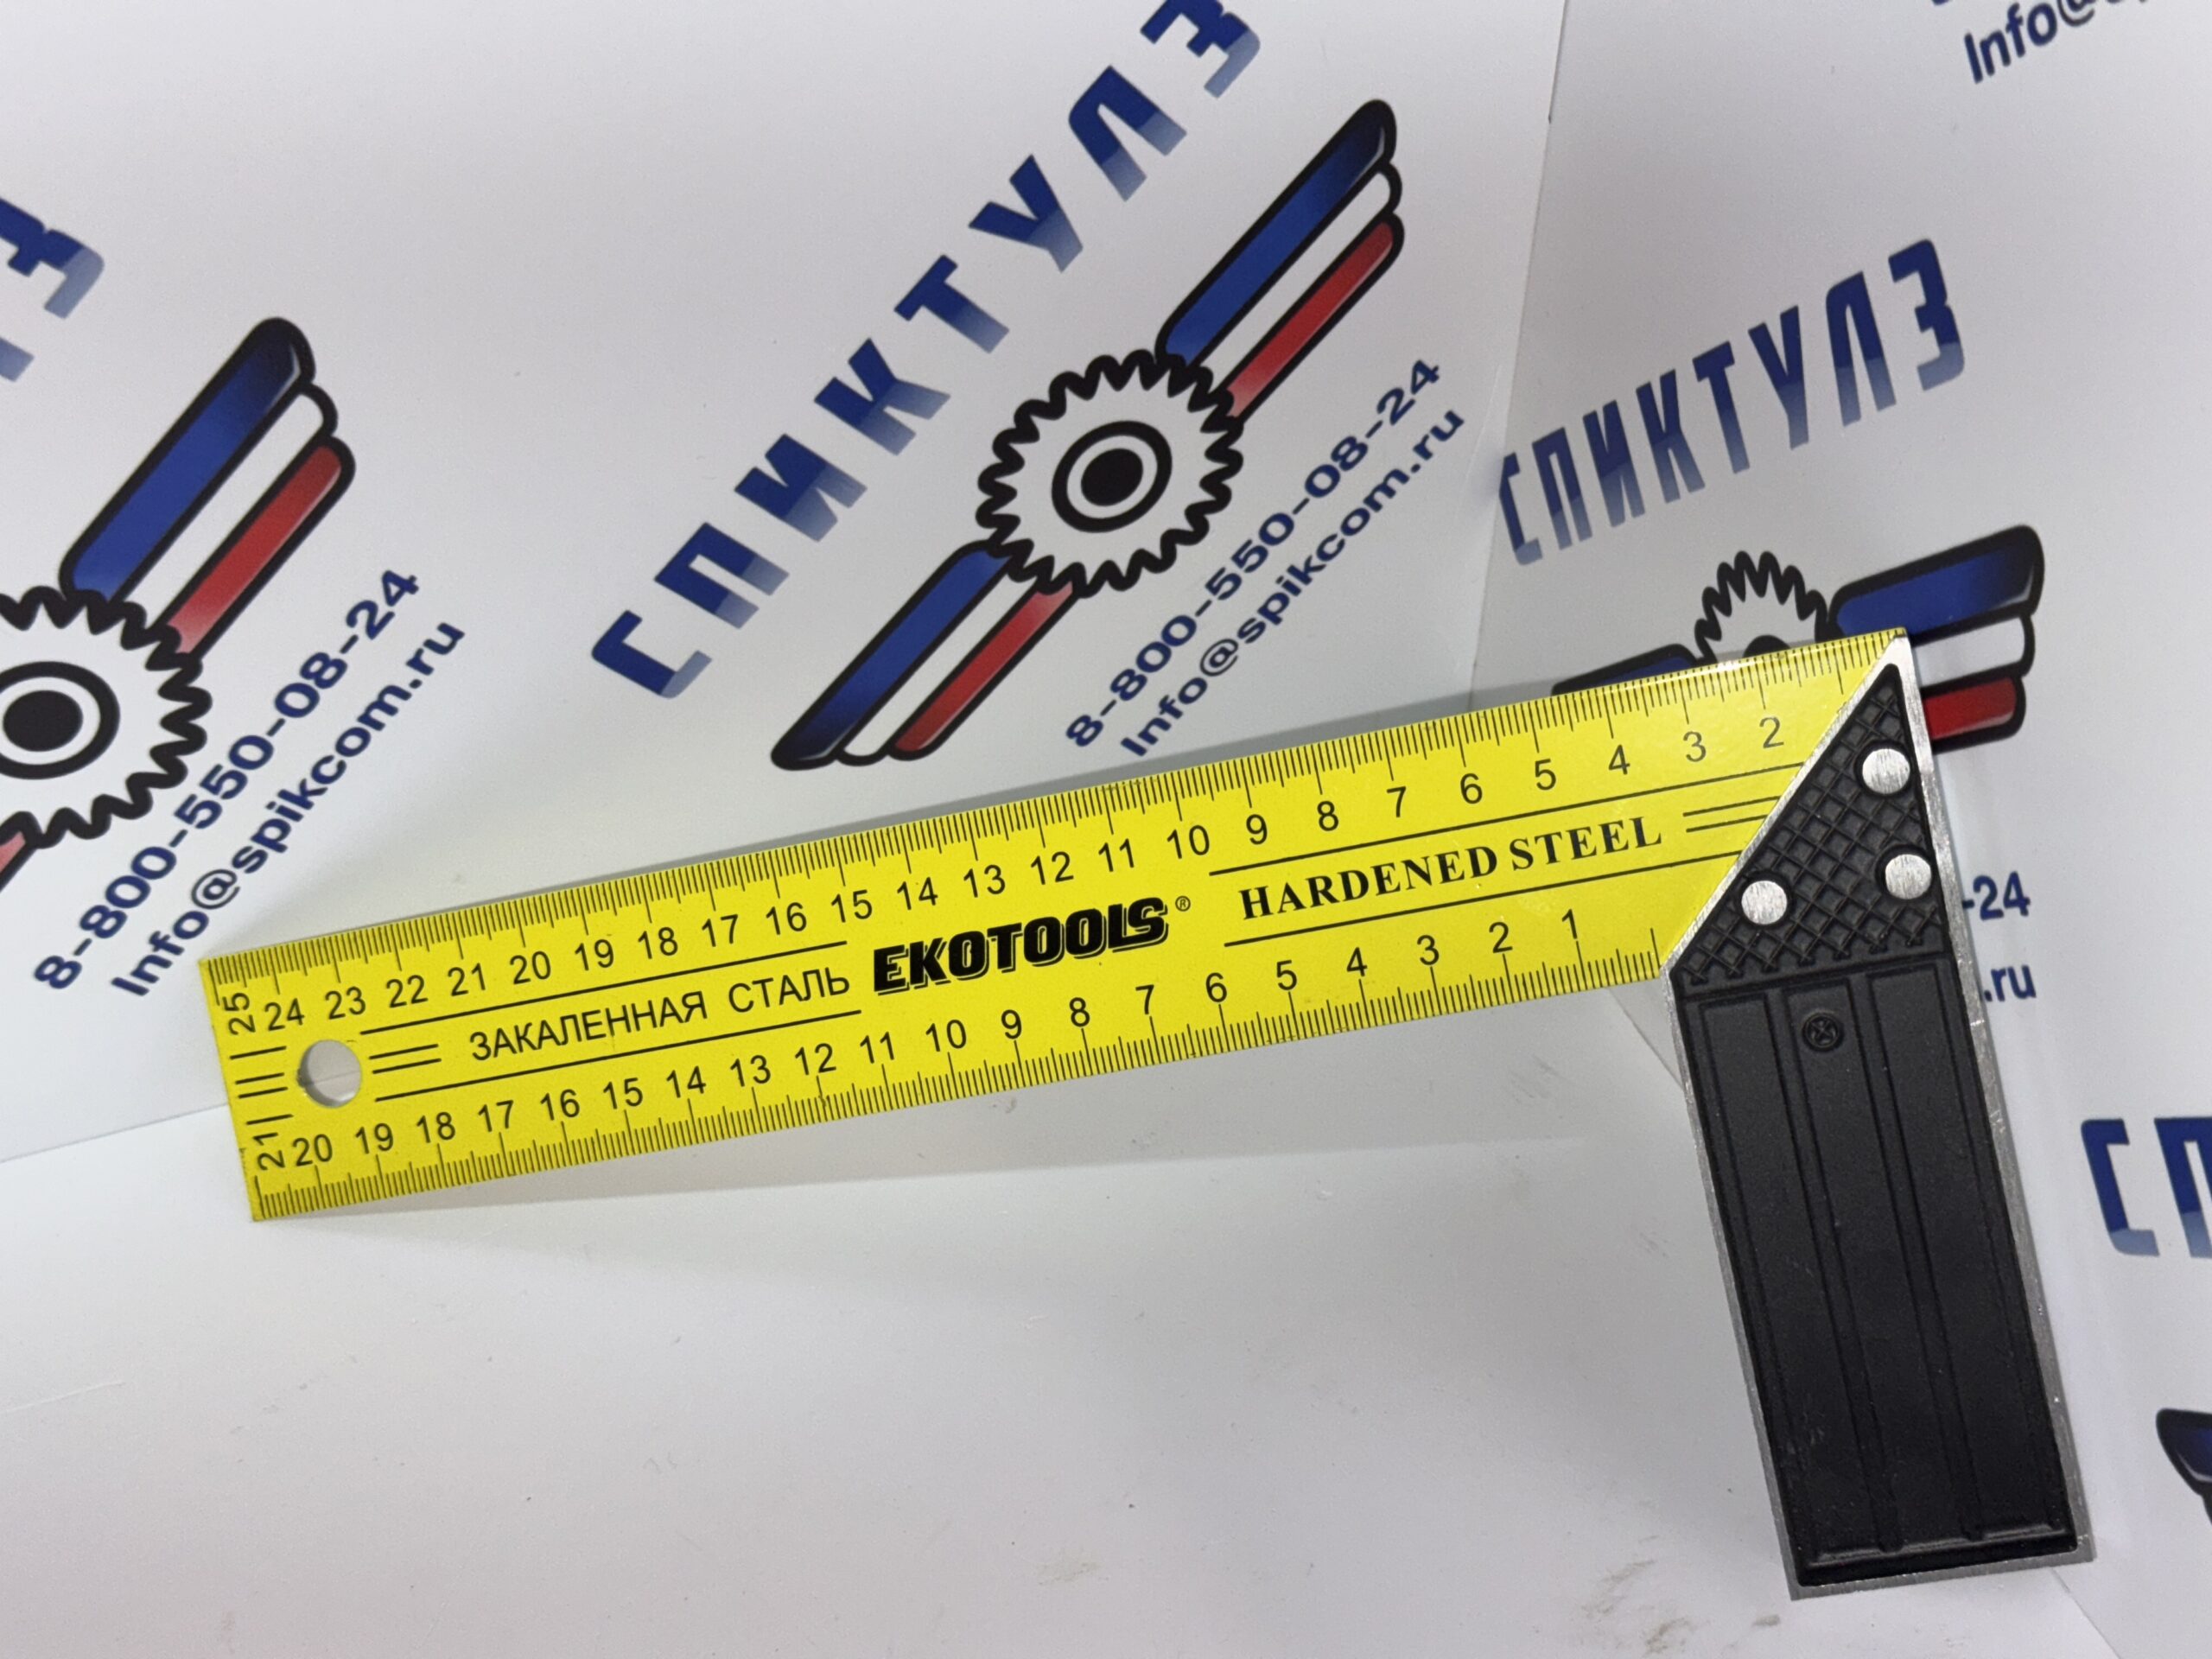 Info@
СПИКТУЛЗ
8-800-550-08-24
Info@spikcom.ru
З
8-800-550-08-24
Info@spikcom.ru
СПИКТУЛЗ
-24
.ru
СП
25 24 23 22 21 20 19 18 17 16 15 14 13 12 11 10 9 8 7 6 5 4 3 2
ЗАКАЛЕННАЯ СТАЛЬ EKOTOOLS® HARDENED STEEL
21 20 19 18 17 16 15 14 13 12 11 10 9 8 7 6 5 4 3 2 1